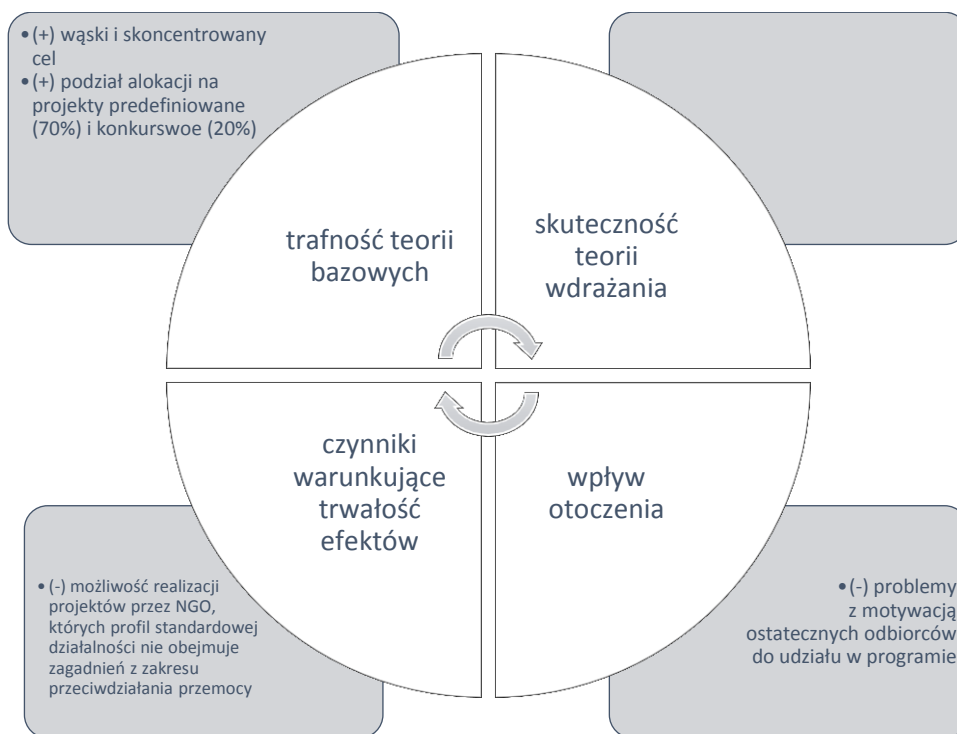 • (+) wąski i skoncentrowany
cel
• (+) podział alokacji na
projekty predefiniowane
(70%) i konkurswoe (20%)
trafność teorii
bazowych
skuteczność
teorii
wdrażania
czynniki
warunkujące
trwałość
efektów
wpływ
otoczenia
• (-) możliwość realizacji
projektów przez NGO,
których profil standardowej
działalności nie obejmuje
zagadnień z zakresu
przeciwdziałania przemocy
• (-) problemy
z motywacją
ostatecznych odbiorców
do udziału w programie